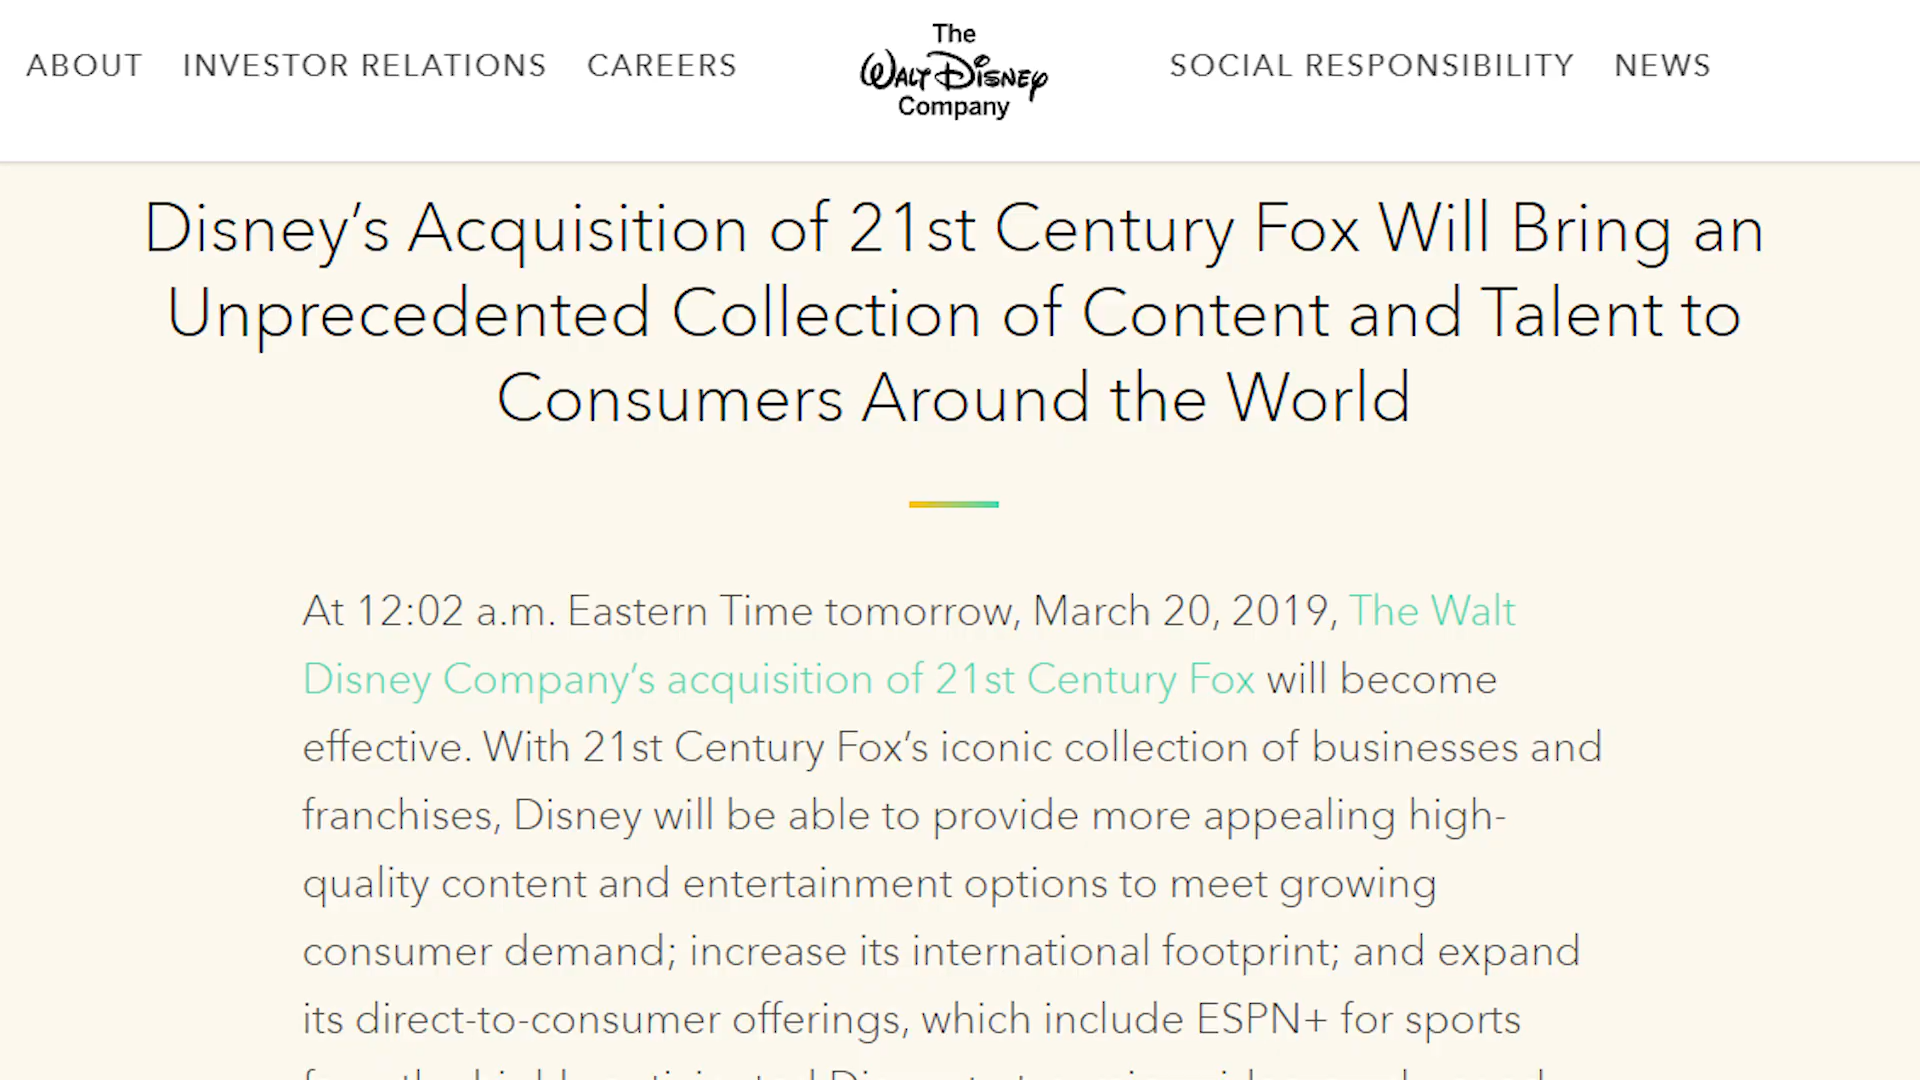 ABOUT INVESTOR RELATIONS CAREERS The Walt Disney Company SOCIAL RESPONSIBILITY NEWS
Disney’s Acquisition of 21st Century Fox Will Bring an
Unprecedented Collection of Content and Talent to
Consumers Around the World
At 12:02 a.m. Eastern Time tomorrow, March 20, 2019, The Walt
Disney Company’s acquisition of 21st Century Fox will become
effective. With 21st Century Fox’s iconic collection of businesses and
franchises, Disney will be able to provide more appealing high-
quality content and entertainment options to meet growing
consumer demand; increase its international footprint; and expand
its direct-to-consumer offerings, which include ESPN+ for sports